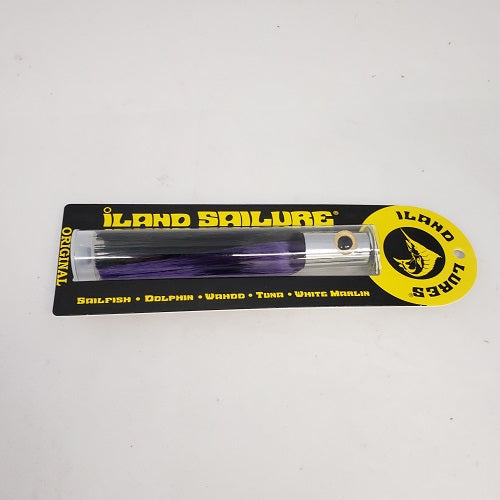 ILAND SAILURE®
ORIGINAL
SAILFISH • DOLPHIN • WAHOO • TUNA • WHITE MARLIN
ILAND LURES®